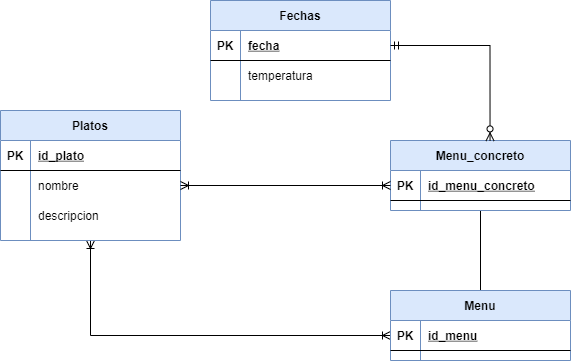 Fechas
PK fecha
temperatura
Platos
PK id_plato
nombre
descripcion
Menu_concreto
PK id_menu_concreto
Menu
PK id_menu